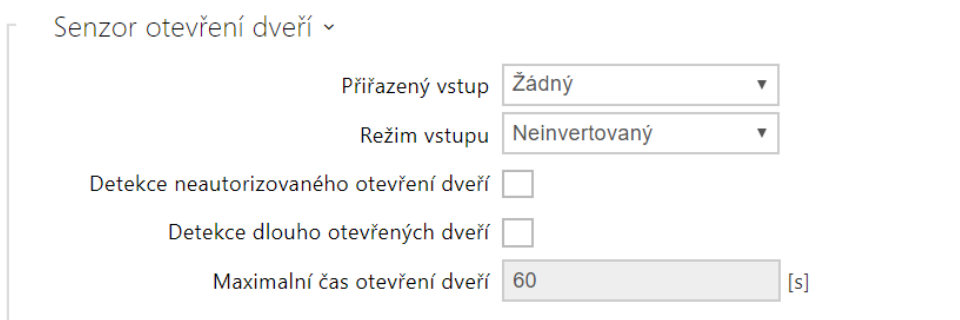 Senzor otevření dveří
Přiřazený vstup Žádný
Režim vstupu Neinvertovaný
Detekce neautorizovaného otevření dveří
Detekce dlouho otevřených dveří
Maximalní čas otevření dveří 60 [s]